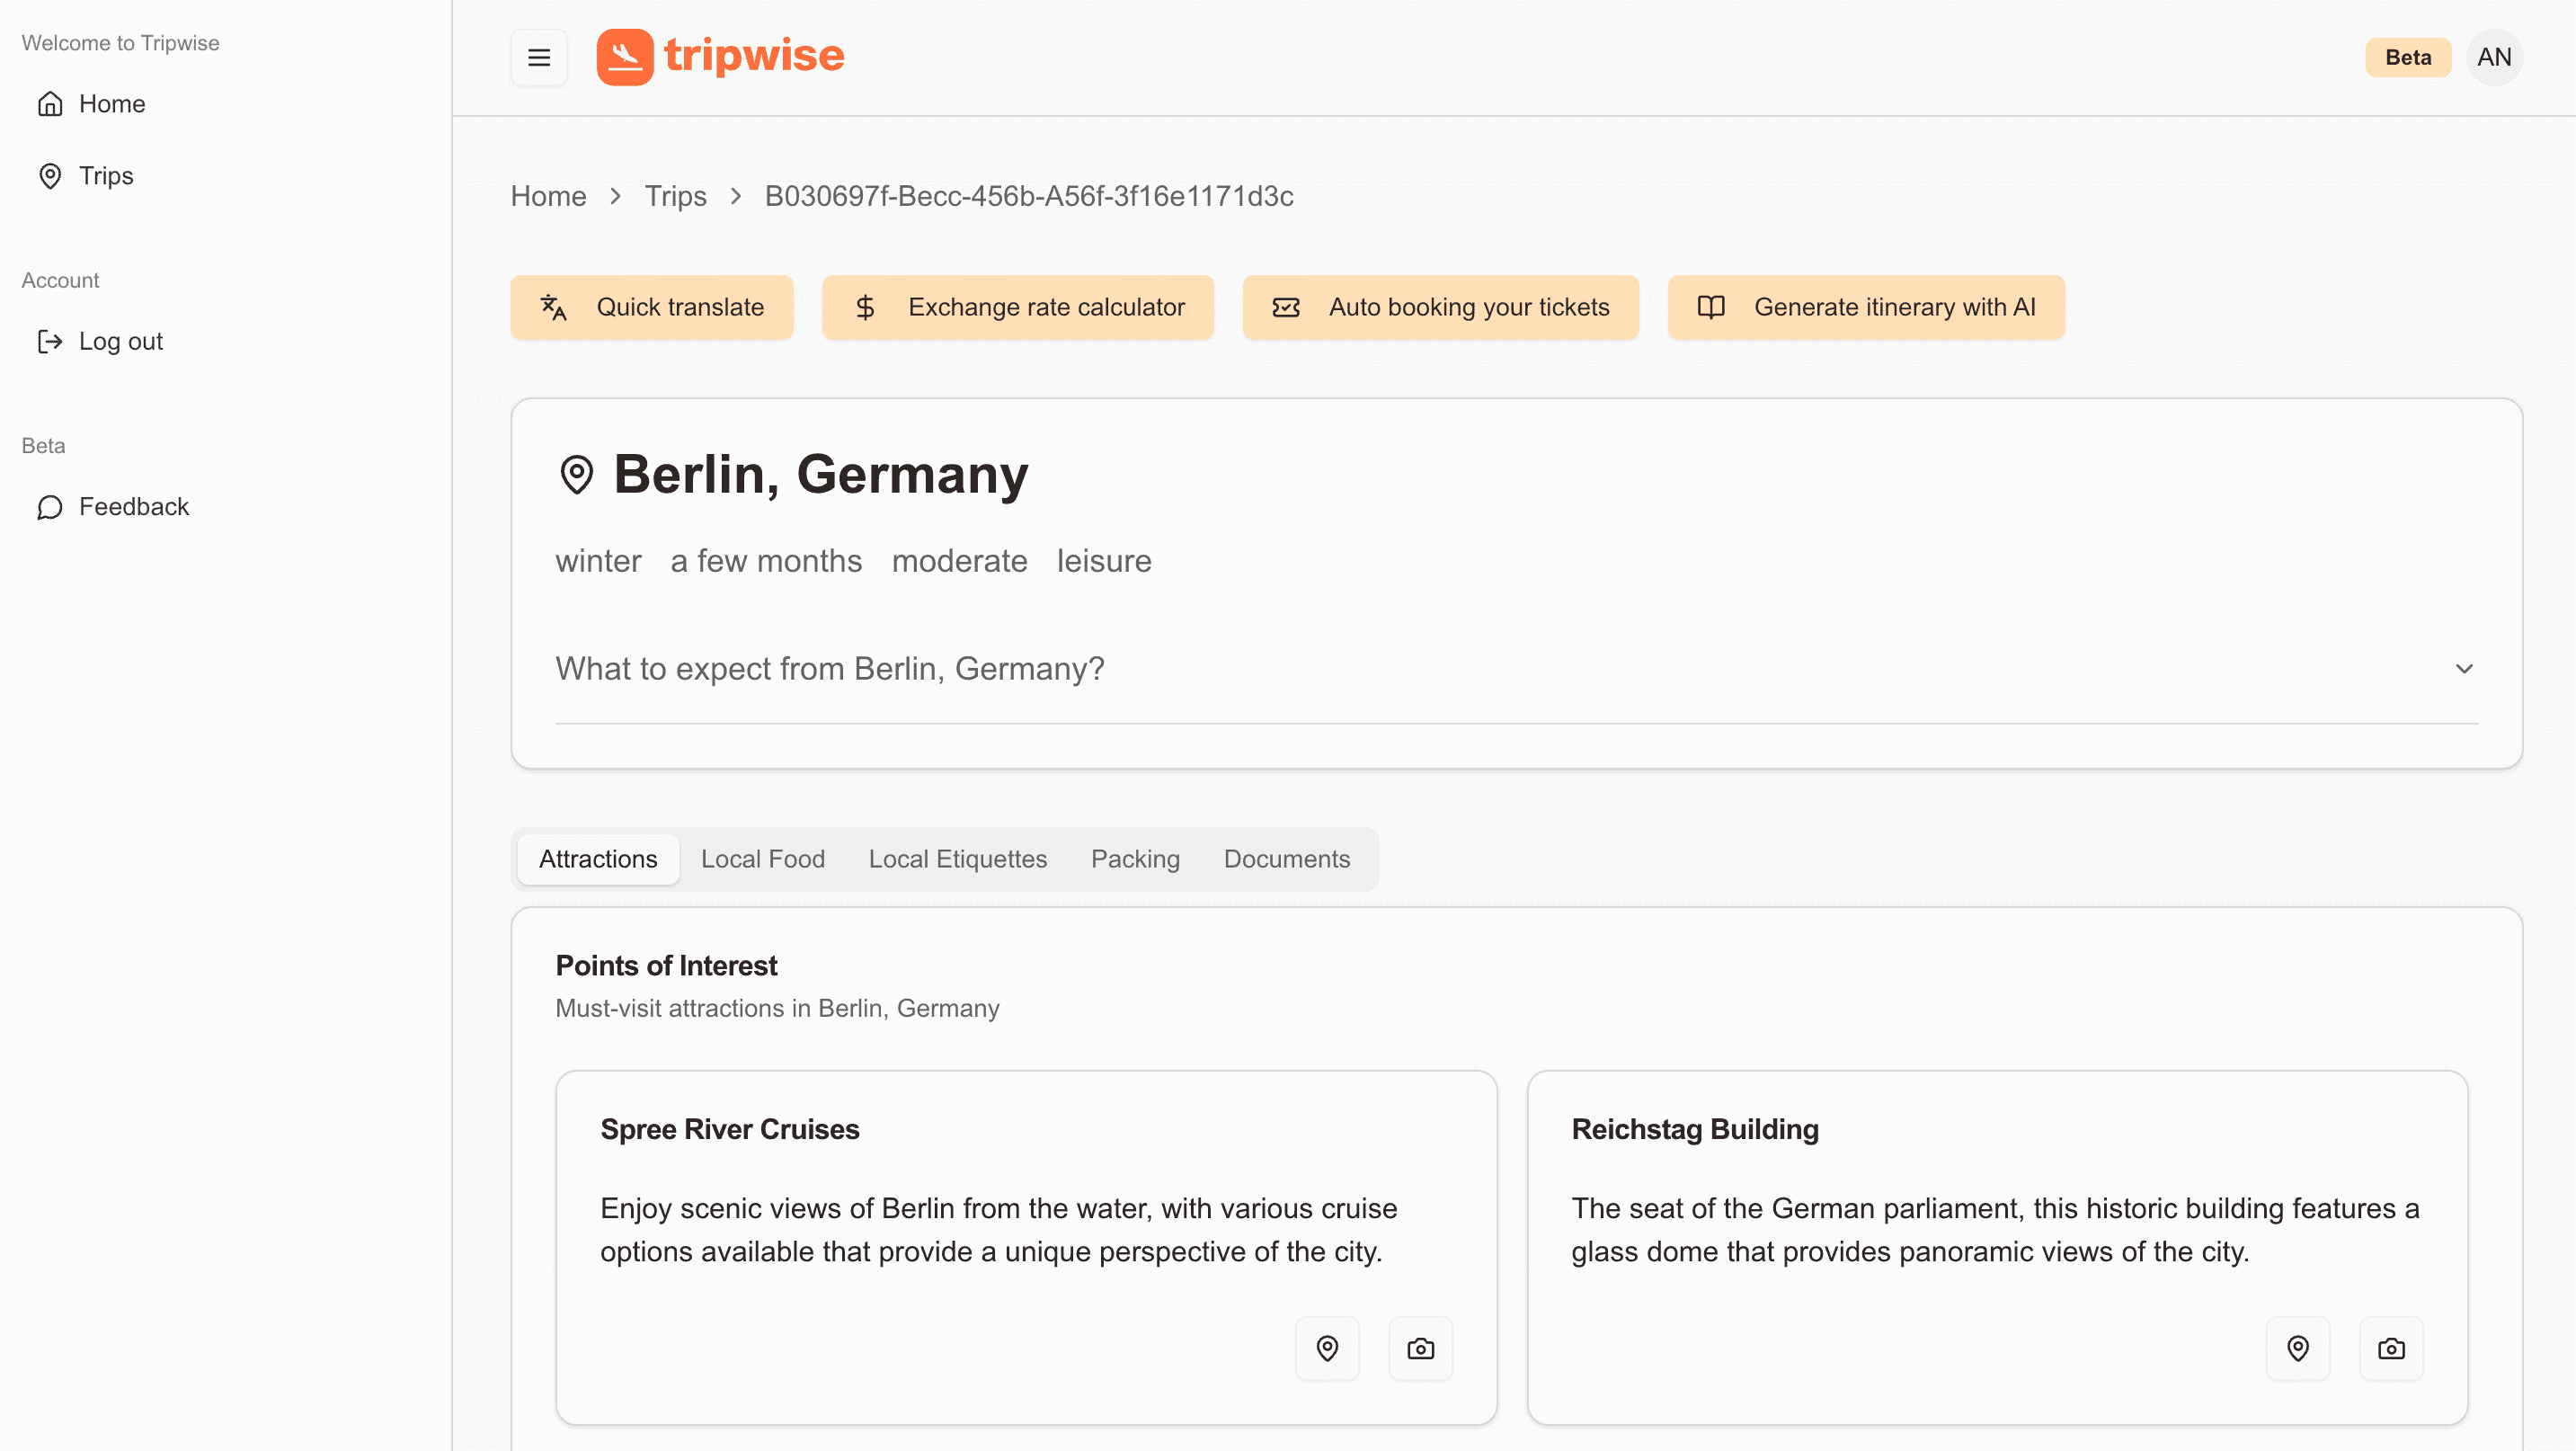 Welcome to Tripwise
Home
Trips
Account
Log out
Beta
Feedback
tripwise
Beta
AN
Home > Trips > B030697f-Becc-456b-A56f-3f16e1171d3c
Quick translate
Exchange rate calculator
Auto booking your tickets
Generate itinerary with AI
Berlin, Germany
winter a few months moderate leisure
What to expect from Berlin, Germany?
Attractions
Local Food
Local Etiquettes
Packing
Documents
Points of Interest
Must-visit attractions in Berlin, Germany
Spree River Cruises
Enjoy scenic views of Berlin from the water, with various cruise
options available that provide a unique perspective of the city.
Reichstag Building
The seat of the German parliament, this historic building features a
glass dome that provides panoramic views of the city.